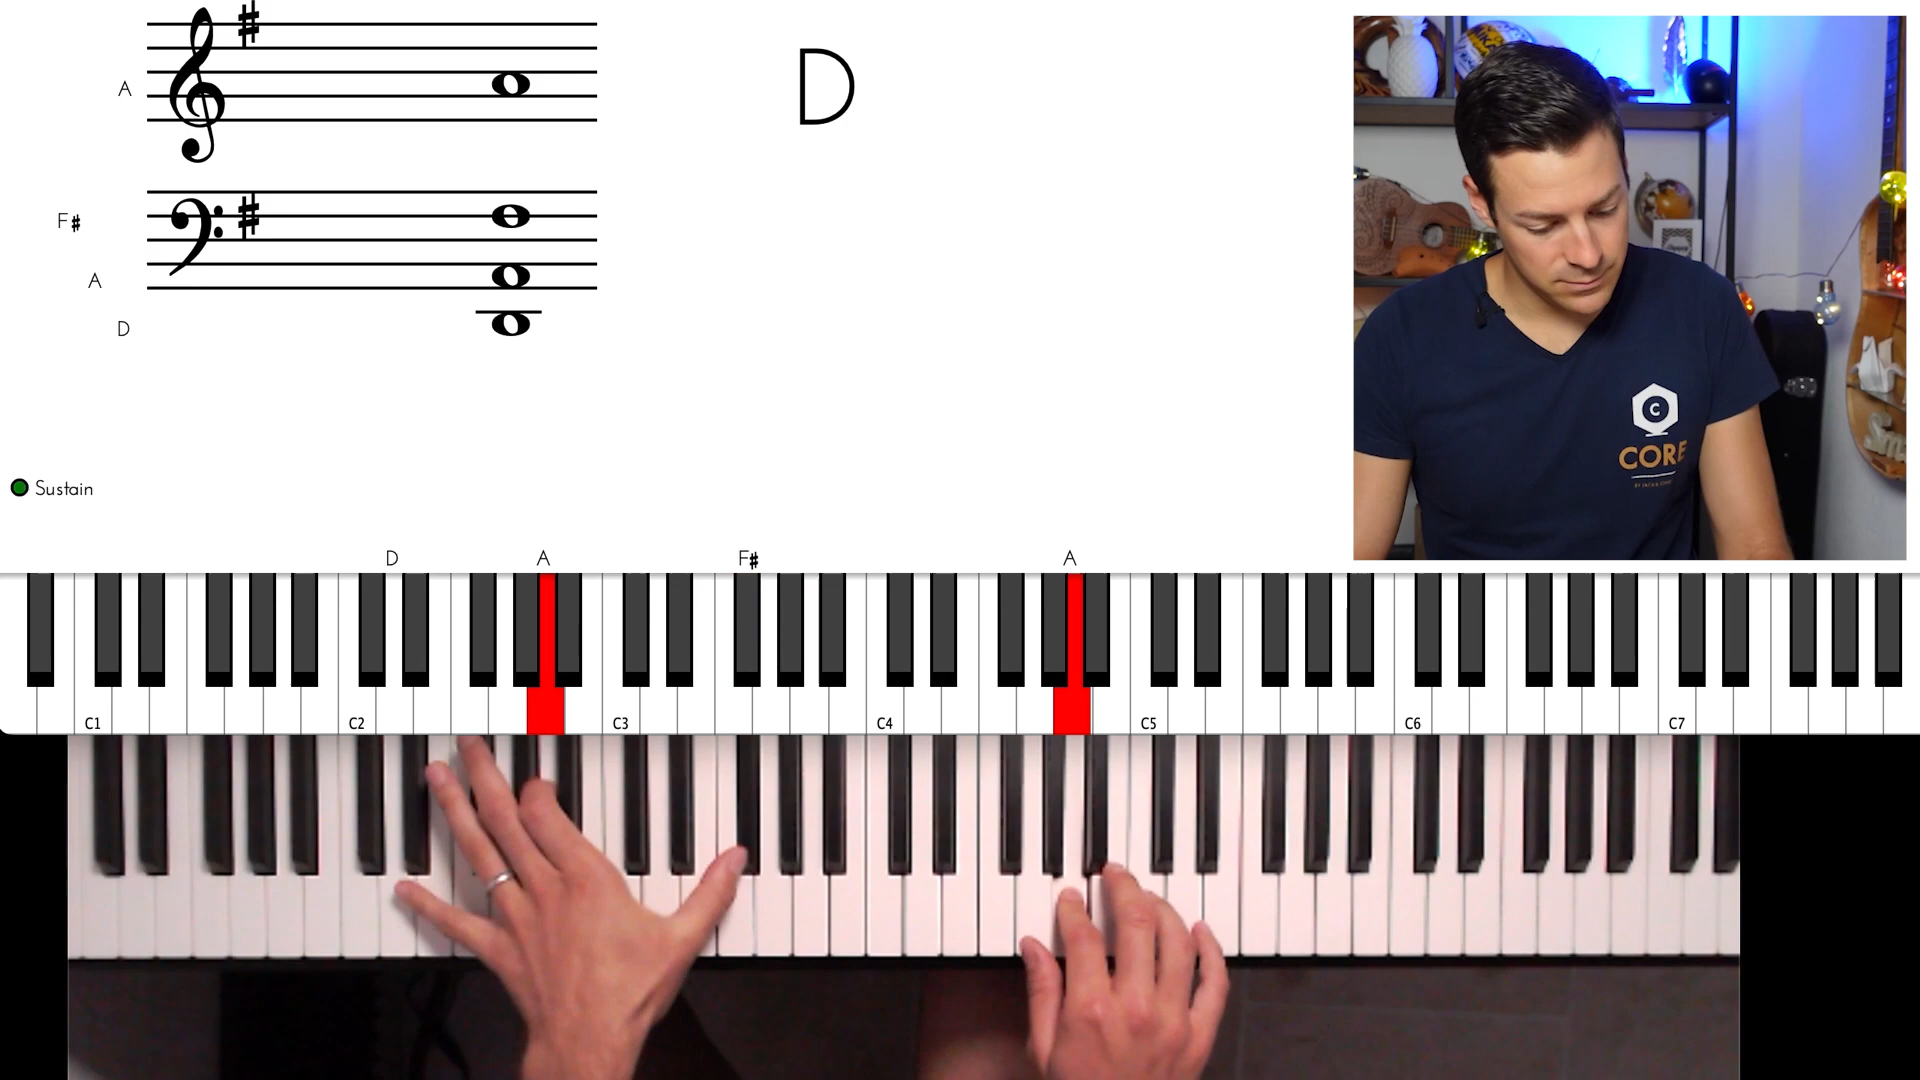 A
D
F#
A
D
Sustain
D A F# A
C1 C2 C3 C4 C5 C6 C7
C
CORE